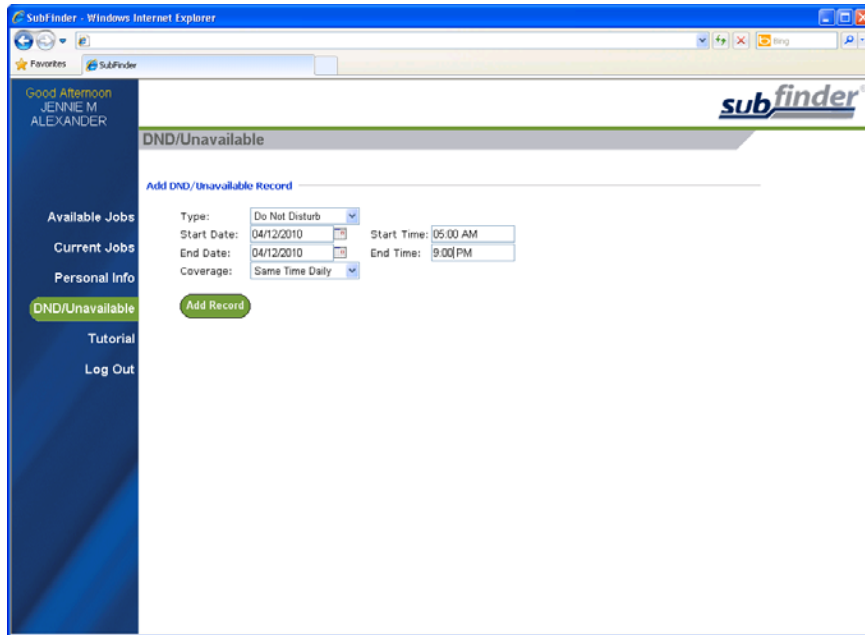 SubFinder - Windows Internet Explorer
Bing
Favorites SubFinder
Good Afternoon
JENNIE M
ALEXANDER
subfinder®
DND/Unavailable
Add DND/Unavailable Record
Available Jobs
Current Jobs
Personal Info
DND/Unavailable
Tutorial
Log Out
Type: Do Not Disturb
Start Date: 04/12/2010 Start Time: 05:00 AM
End Date: 04/12/2010 End Time: 9:00 PM
Coverage: Same Time Daily
Add Record